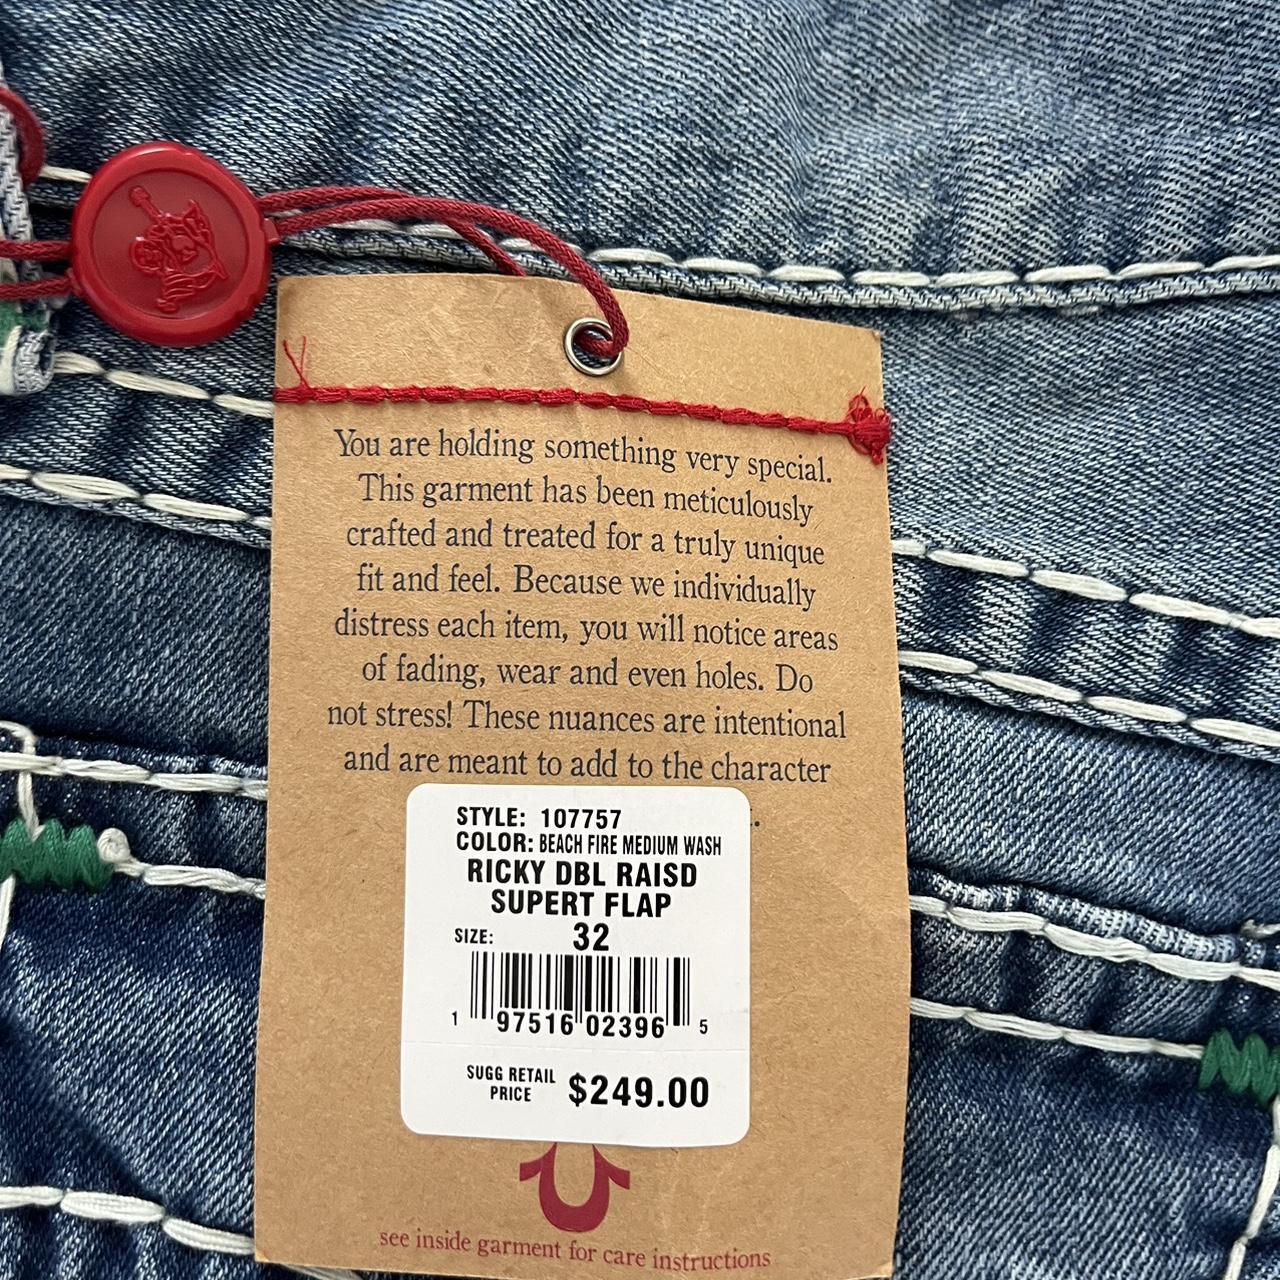 You are holding something very special.
This garment has been meticulously
crafted and treated for a truly unique
fit and feel. Because we individually
distress each item, you will notice areas
of fading, wear and even holes. Do
not stress! These nuances are intentional
and are meant to add to the character
STYLE: 107757
COLOR: BEACH FIRE MEDIUM WASH
RICKY DBL RAISD
SUPERT FLAP
SIZE: 32
1 97516 02396 5
SUGG RETAIL
PRICE $249.00
see inside garment for care instructions